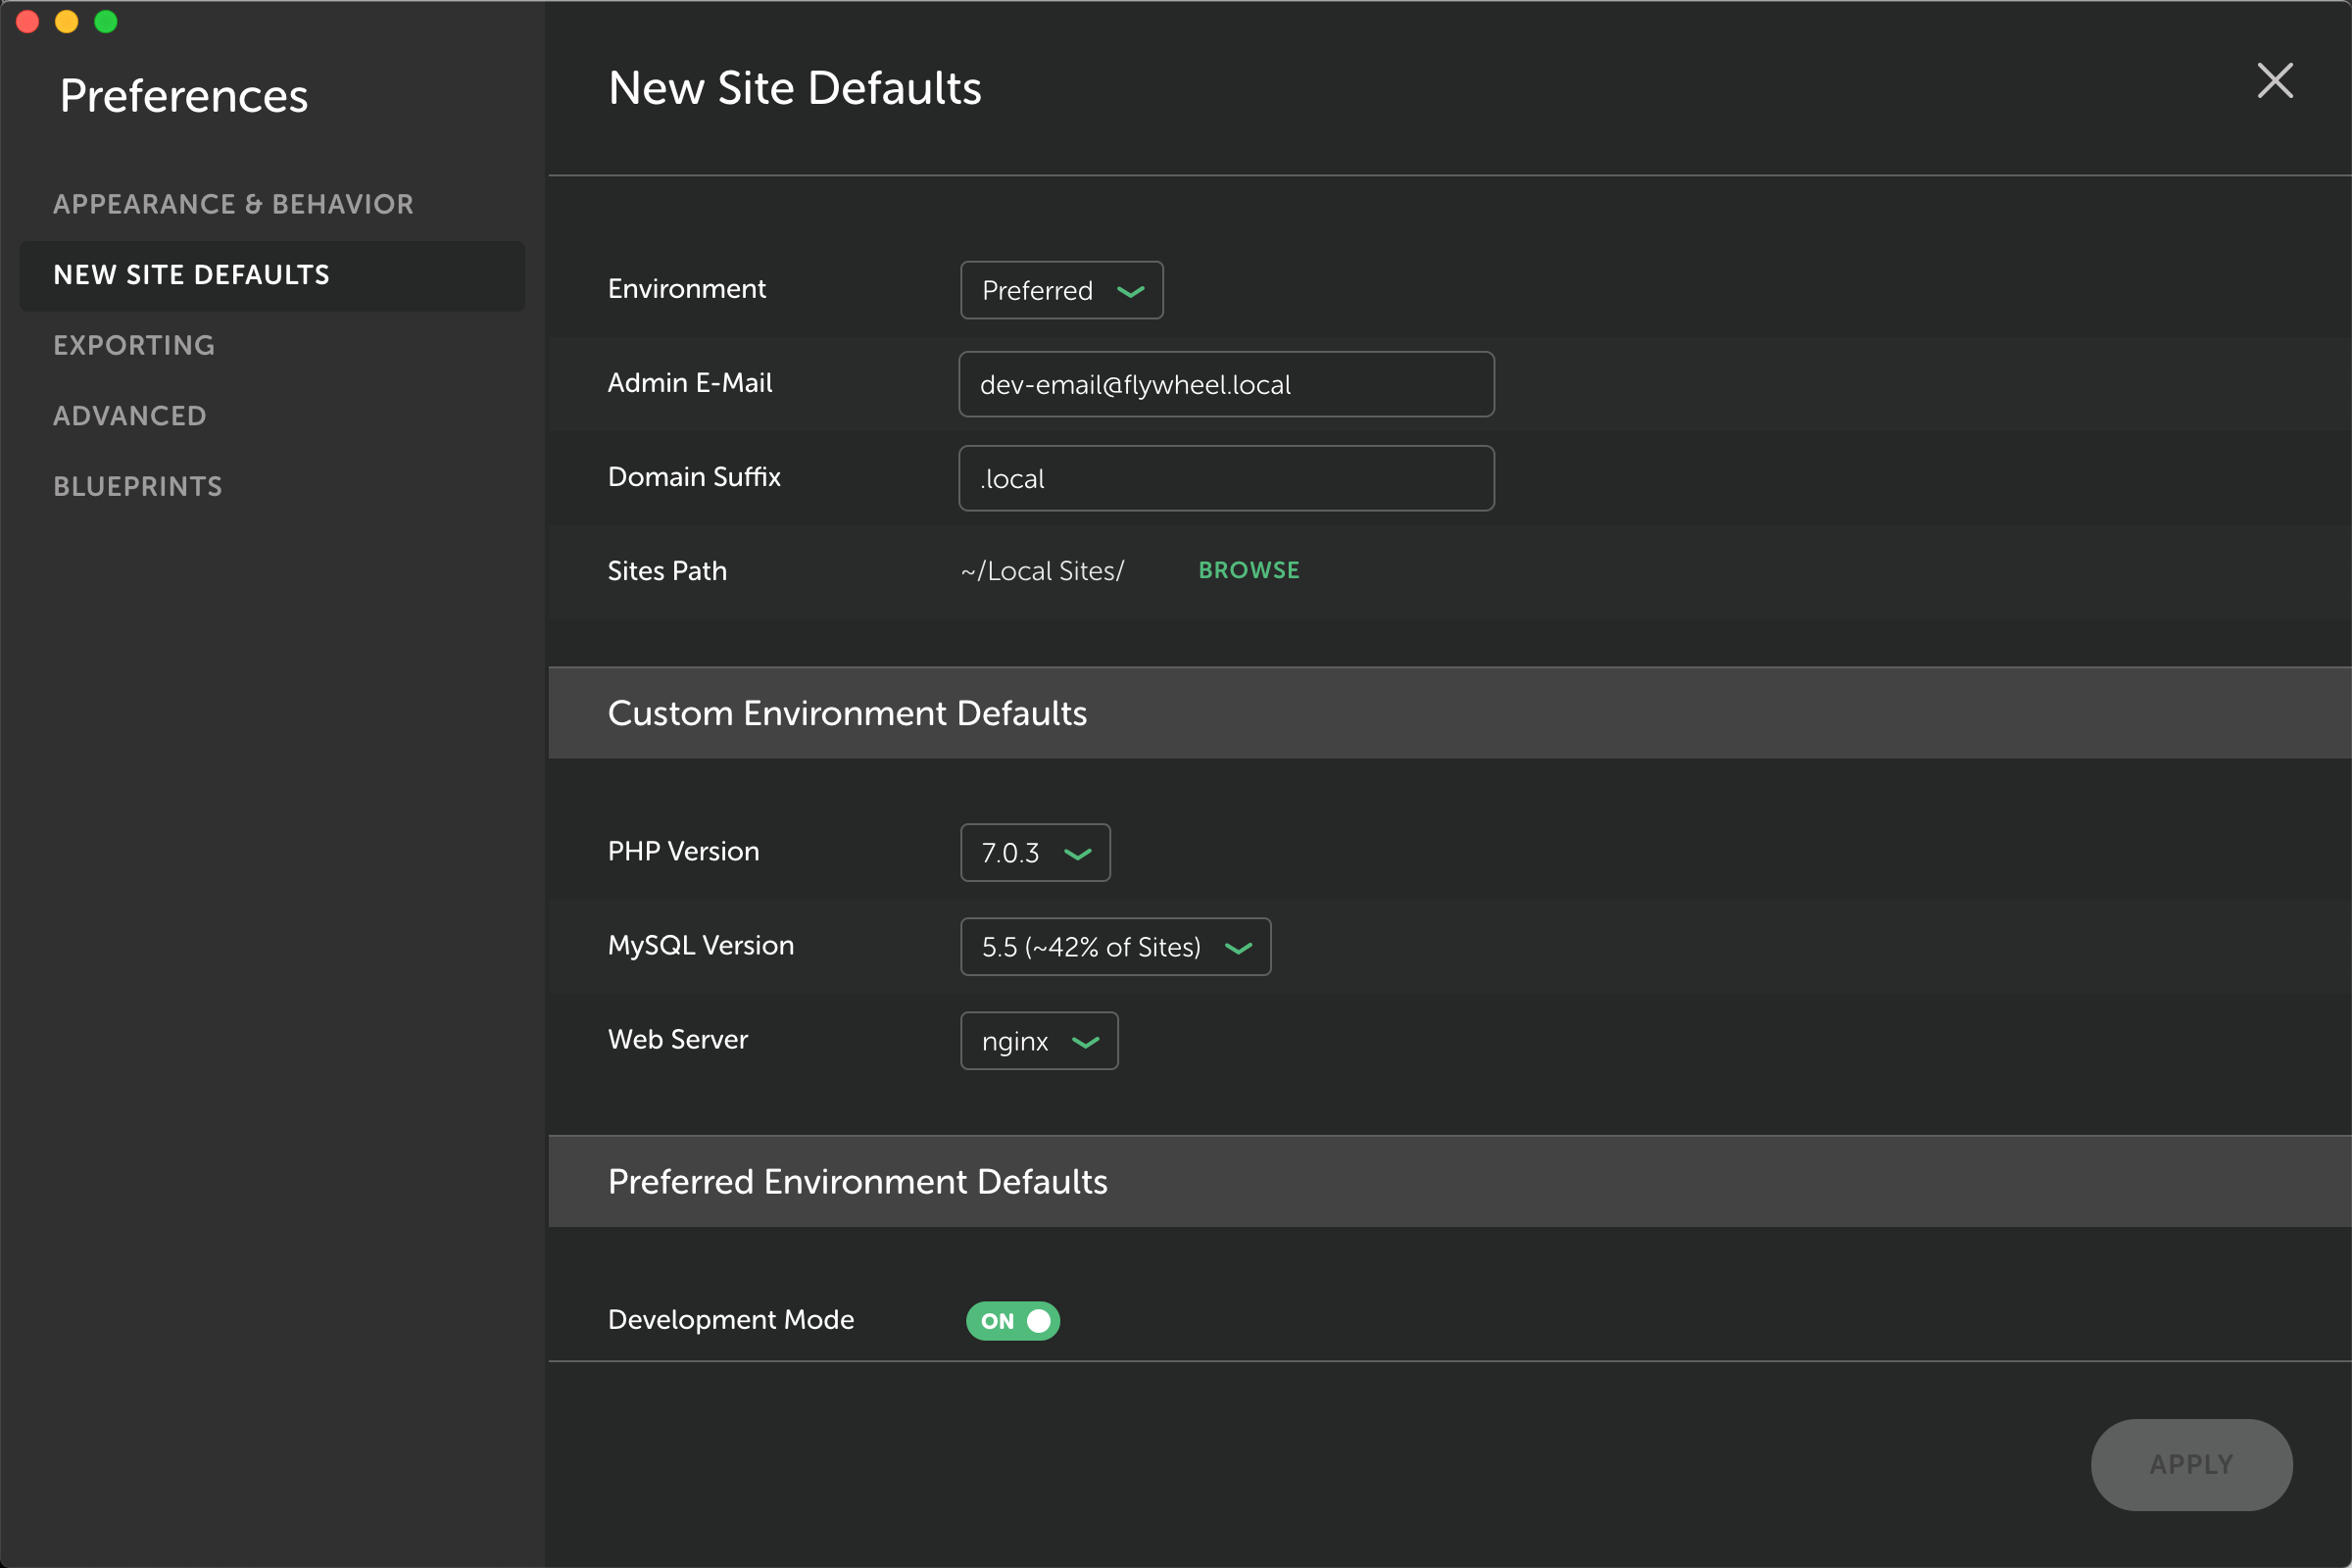 Preferences
APPEARANCE & BEHAVIOR
NEW SITE DEFAULTS
EXPORTING
ADVANCED
BLUEPRINTS
New Site Defaults
Environment Preferred
Admin E-Mail dev-email@flywheel.local
Domain Suffix .local
Sites Path ~/Local Sites/ BROWSE
Custom Environment Defaults
PHP Version 7.0.3
MySQL Version 5.5 (~42% of Sites)
Web Server nginx
Preferred Environment Defaults
Development Mode ON
APPLY